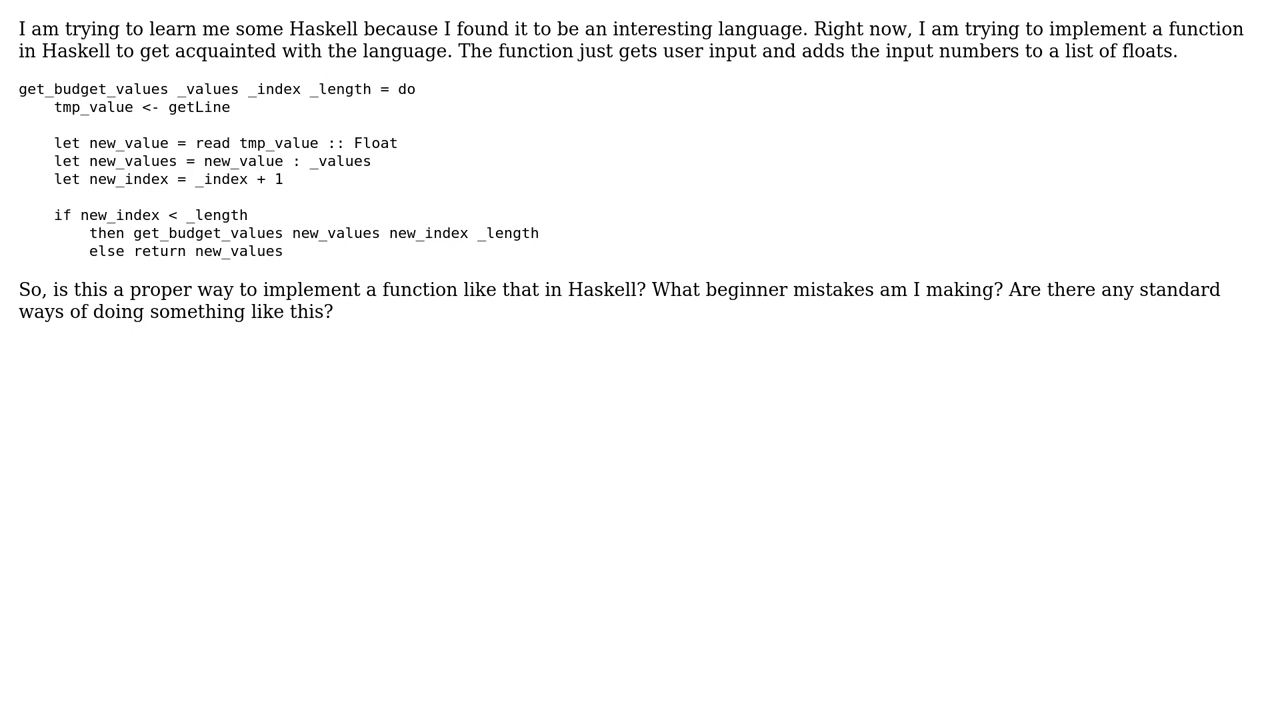 I am trying to learn me some Haskell because I found it to be an interesting language. Right now, I am trying to implement a function
in Haskell to get acquainted with the language. The function just gets user input and adds the input numbers to a list of floats.
get_budget_values _values _index _length = do
    tmp_value <- getLine
    let new_value = read tmp_value :: Float
    let new_values = new_value : _values
    let new_index = _index + 1
    if new_index < _length
        then get_budget_values new_values new_index _length
        else return new_values
So, is this a proper way to implement a function like that in Haskell? What beginner mistakes am I making? Are there any standard
ways of doing something like this?